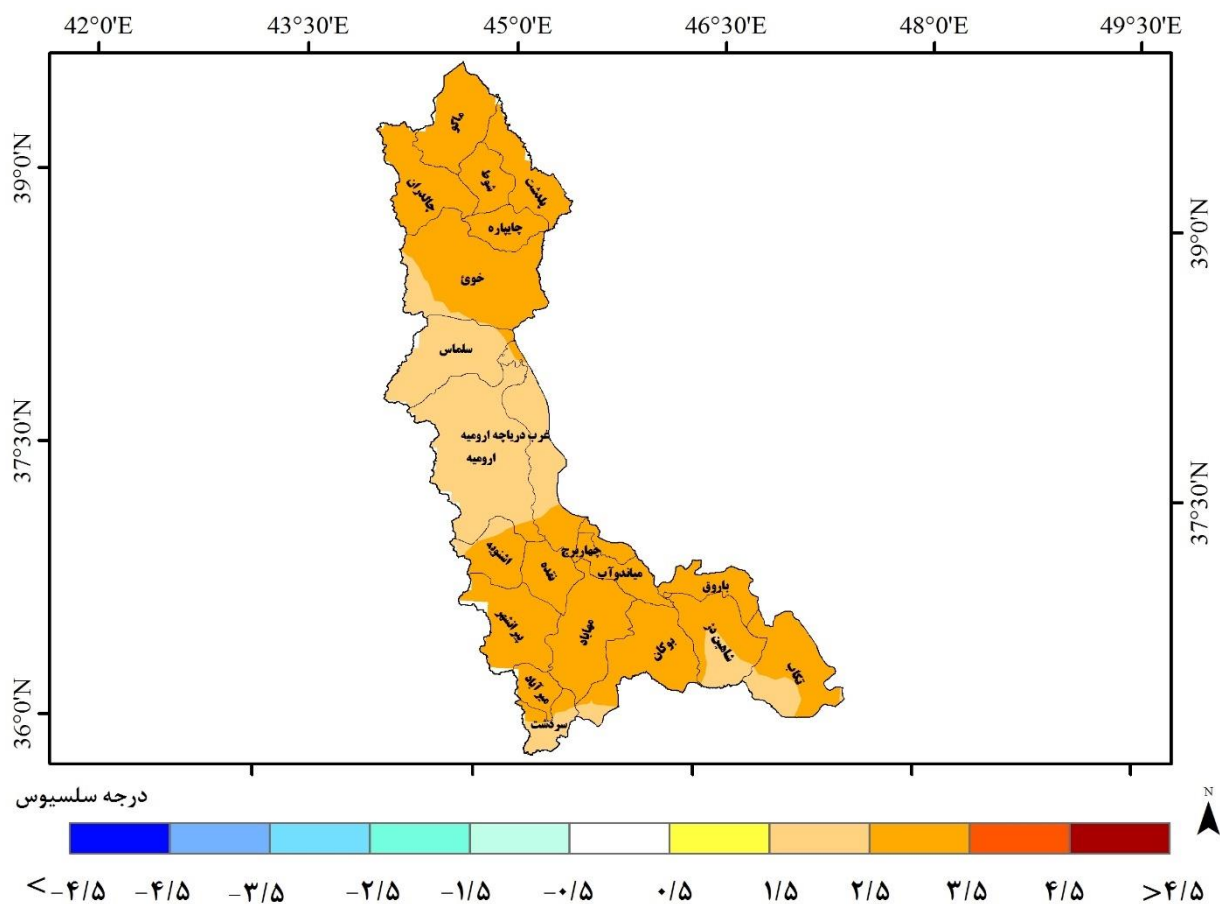 42°0'E 43°30'E 45°0'E 46°30'E 48°0'E 49°30'E
39°0'N
39°0'N
37°30'N
37°30'N
36°0'N
ماکو
شوط
پلدشت
چالدران
چایپاره
خوئ
سلماس
غرب دریاچه ارومیه
ارومیه
اشنویه
نقده
چهاربرج
میاندوآب
باروق
پیرانشهر
مهاباد
بوکان
شاهین دژ
تکاب
میرآباد
سردشت
درجه سلسیوس
N
<-۴/۵ -۴/۵ -۳/۵ -۲/۵ -۱/۵ -۰/۵ ۰/۵ ۱/۵ ۲/۵ ۳/۵ ۴/۵ >۴/۵